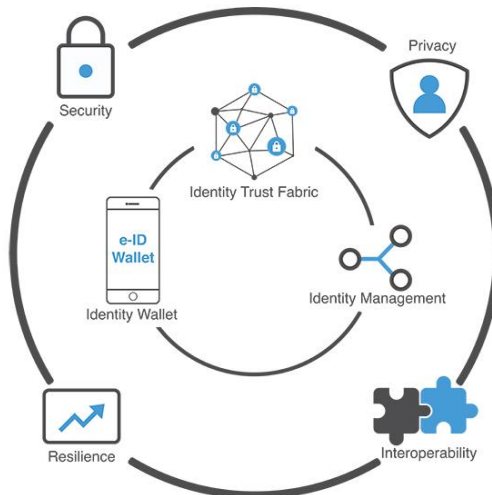 Privacy
Security
Identity Trust Fabric
e-ID
Wallet
Identity Wallet
Identity Management
Resilience
Interoperability